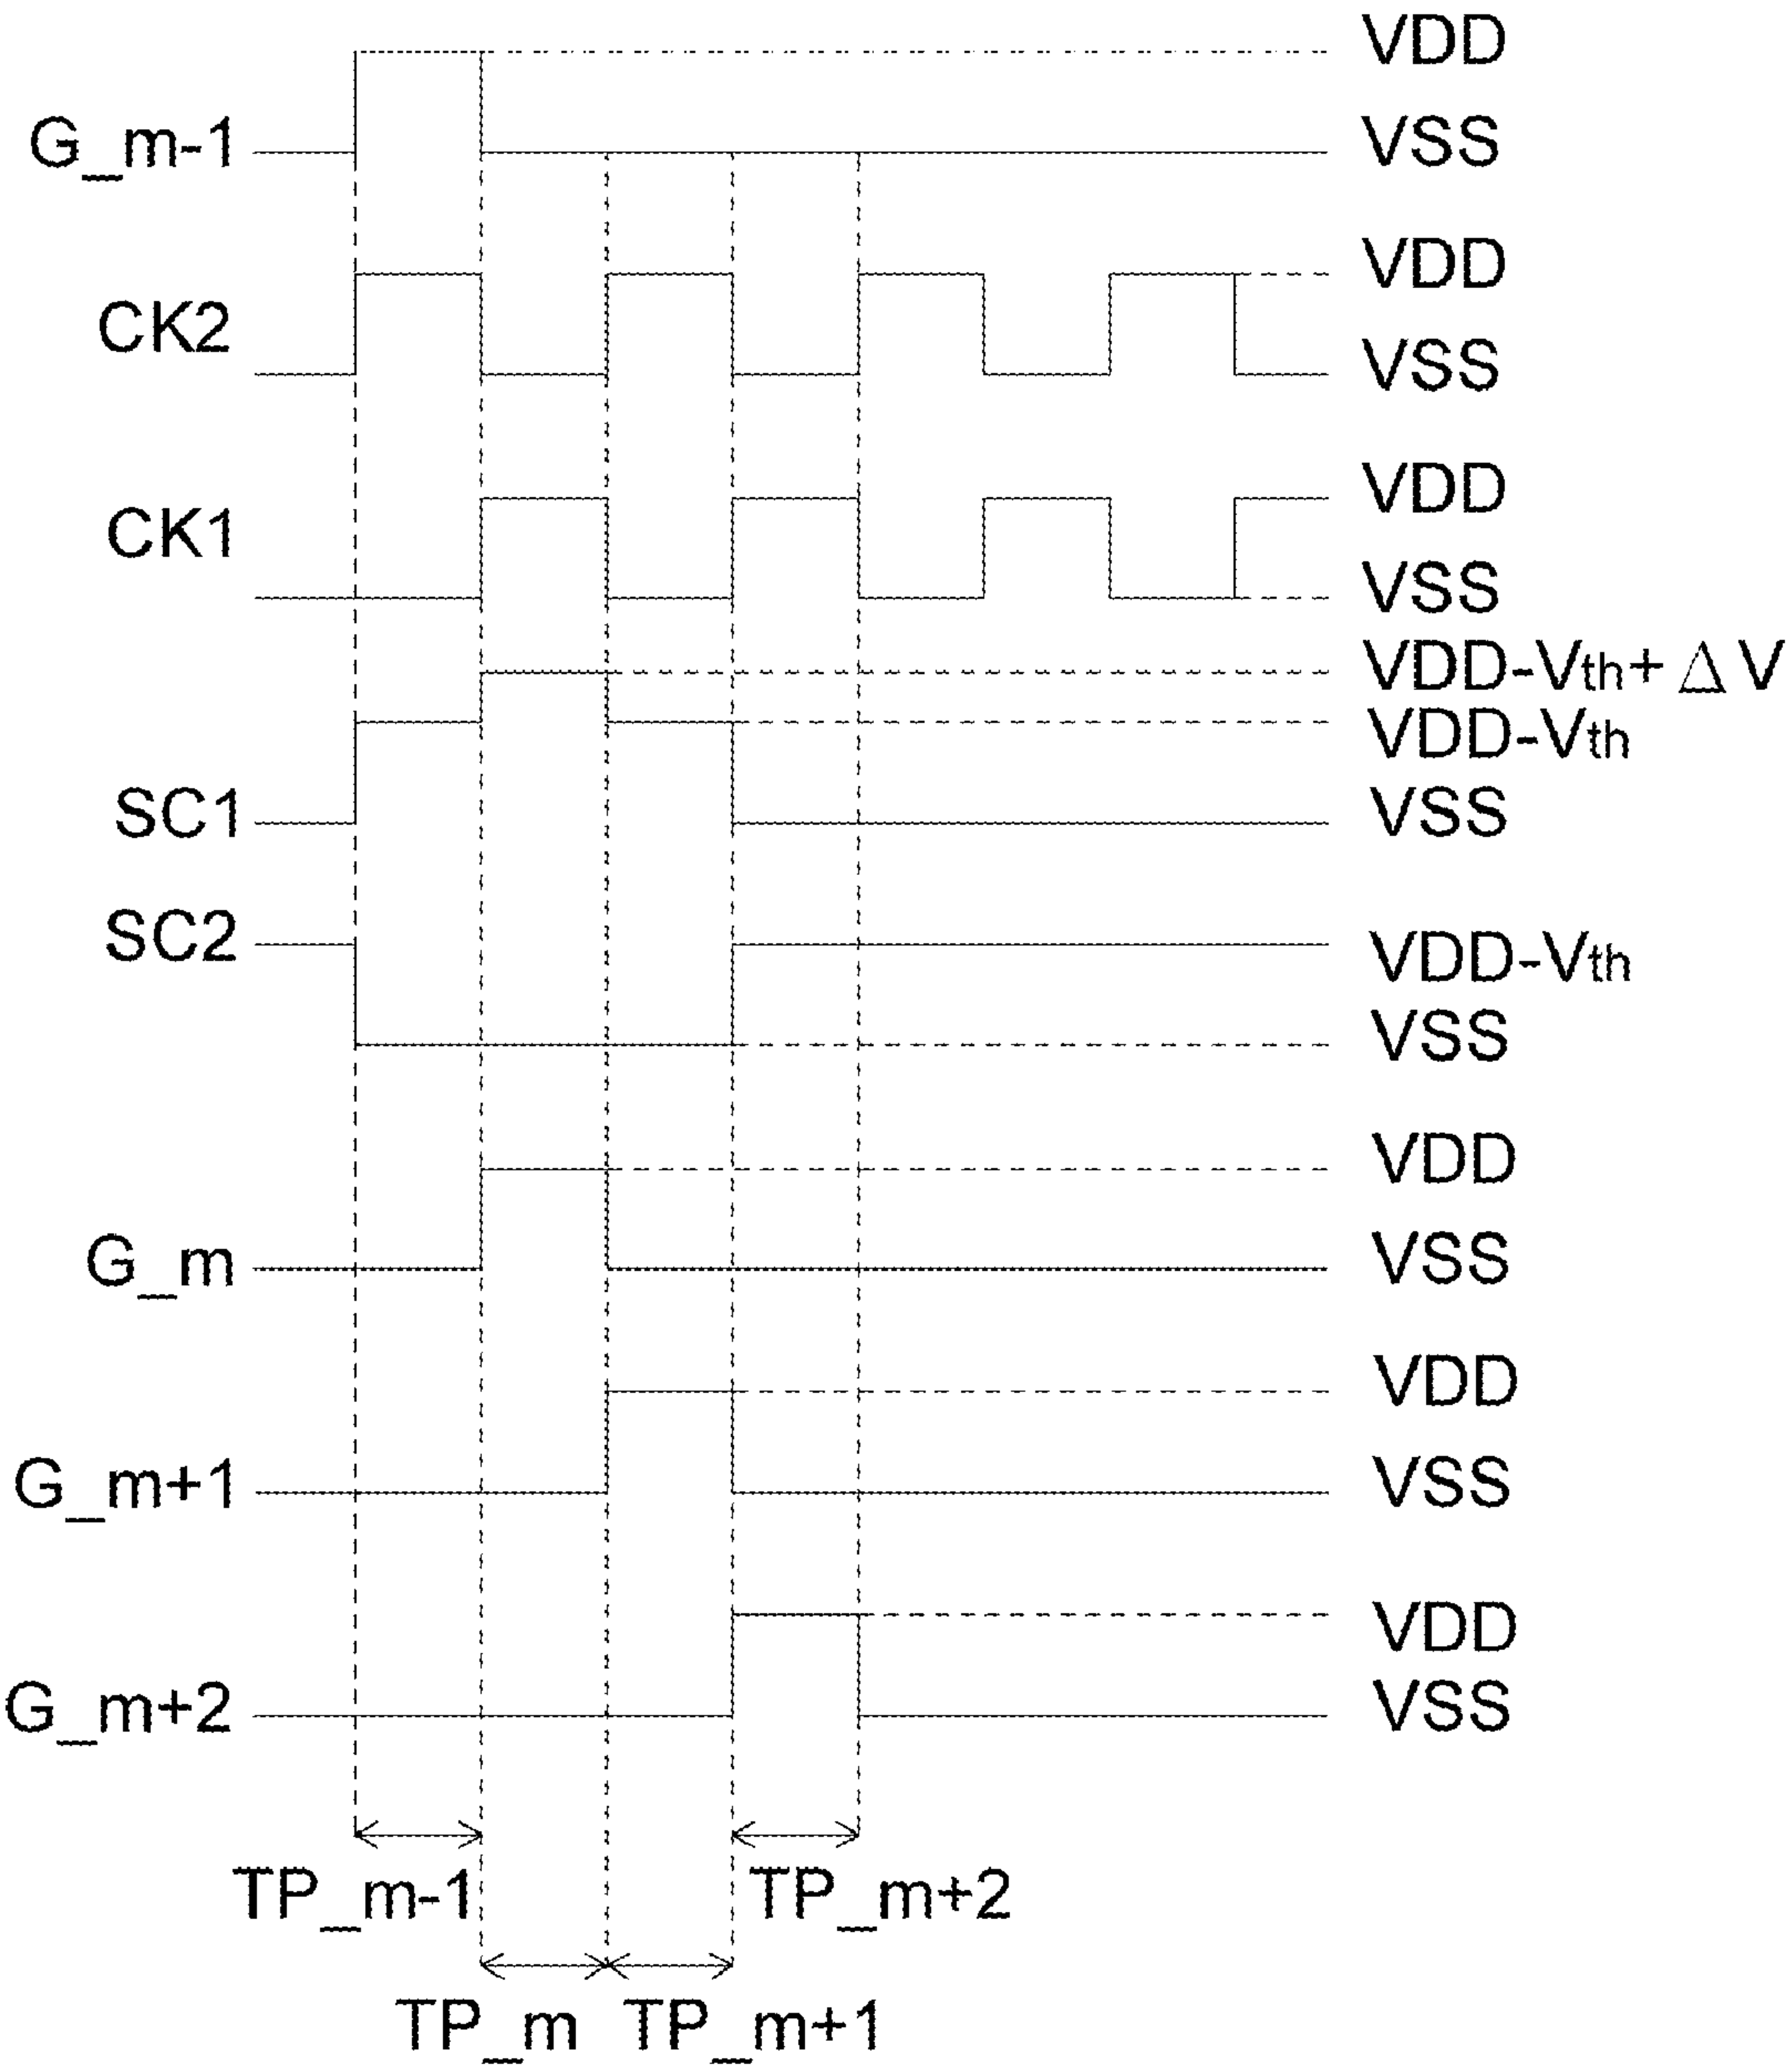 VDD
G_m-1
VSS
VDD
CK2
VSS
VDD
CK1
VSS
VDD-Vth+ΔV
VDD-Vth
SC1
VSS
SC2
VDD-Vth
VSS
VDD
G_m
VSS
VDD
G_m+1
VSS
VDD
G_m+2
VSS
TP_m-1
TP_m+2
TP_m
TP_m+1